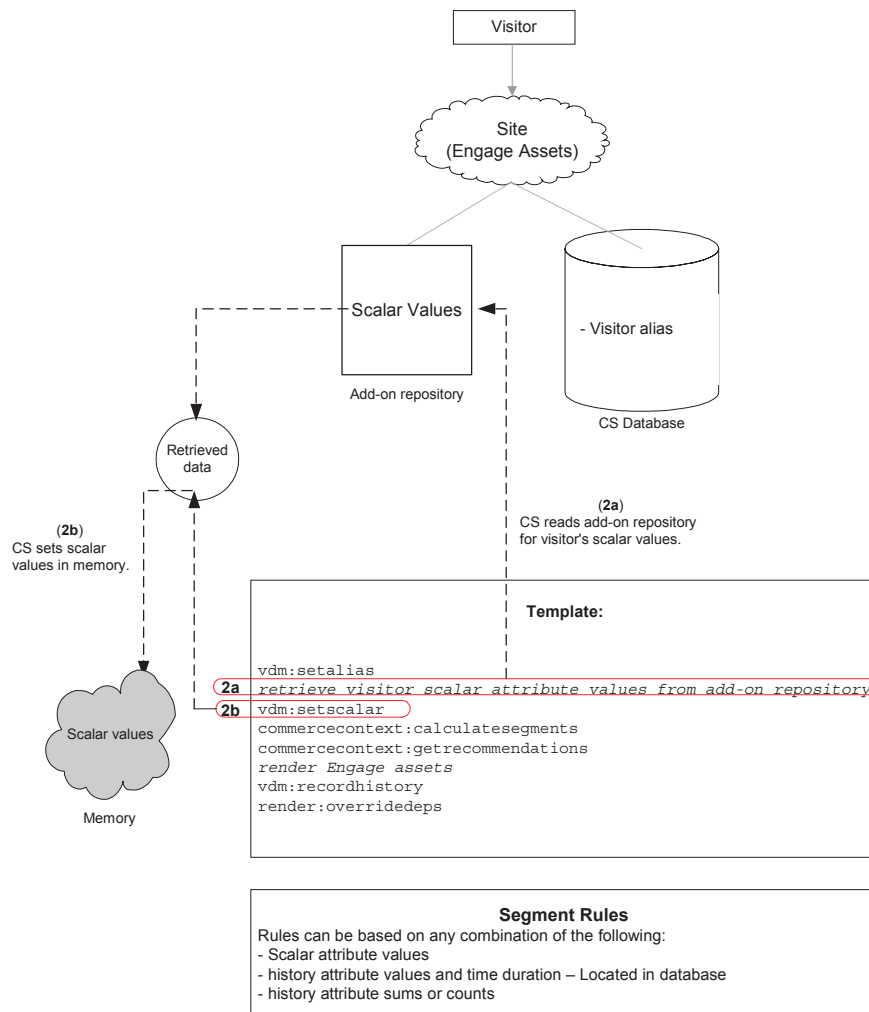 Visitor
Site
(Engage Assets)
Scalar Values
- Visitor alias
Add-on repository
CS Database
Retrieved
data
(2a)
CS reads add-on repository
for visitor's scalar values.
(2b)
CS sets scalar
values in memory.
Template:
vdm:setalias
2a retrieve visitor scalar attribute values from add-on repository
2b vdm:setscalar
commercecontext:calculatesegments
commercecontext:getrecommendations
render Engage assets
vdm:recordhistory
render:overridedeps
Scalar values
Memory
Segment Rules
Rules can be based on any combination of the following:
- Scalar attribute values
- history attribute values and time duration – Located in database
- history attribute sums or counts